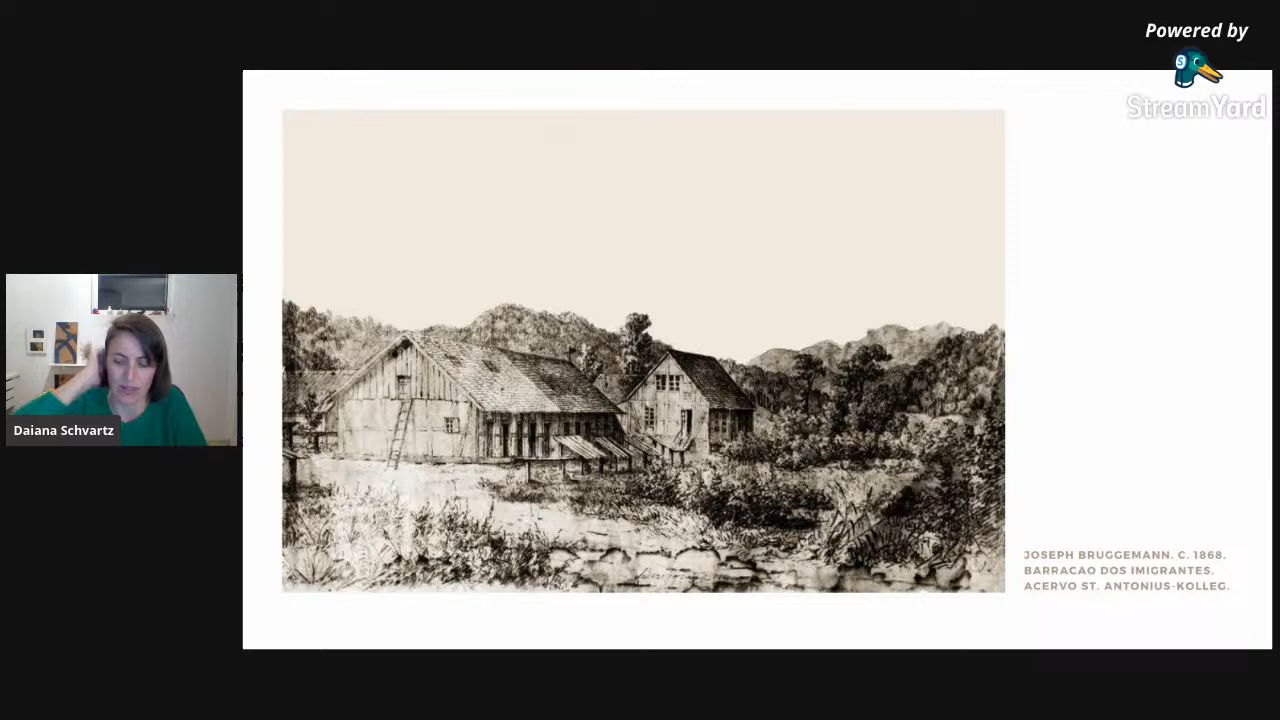 Powered by
StreamYard
Daiana Schvartz
JOSEPH BRUGGEMANN. C. 1868.
BARRACAO DOS IMIGRANTES.
ACERVO ST. ANTONIUS-KOLLEG.